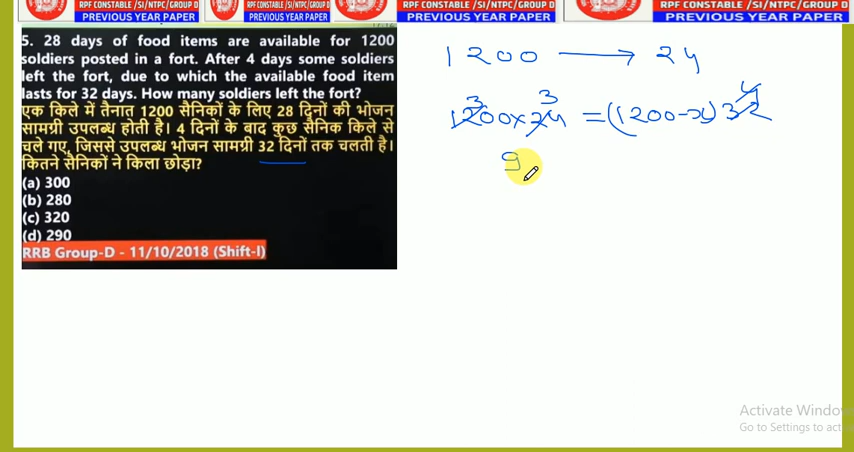 RPF CONSTABLE /SI/NTPC/GROUP D
PREVIOUS YEAR PAPER
RPF CONSTABLE /SI/NTPC/GROUP D
PREVIOUS YEAR PAPER
RPF CONSTABLE /SI/NTPC/GROUP D
PREVIOUS YEAR PAPER
RPF CONSTABLE /SI/NTPC/GROUP D
PREVIOUS YEAR PAPER
5. 28 days of food items are available for 1200
soldiers posted in a fort. After 4 days some soldiers
left the fort, due to which the available food item
lasts for 32 days. How many soldiers left the fort?
एक किले में तैनात 1200 सैनिकों के लिए 28 दिनों की भोजन
सामग्री उपलब्ध होती है। 4 दिनों के बाद कुछ सैनिक किले से
चले गए, जिससे उपलब्ध भोजन सामग्री 32 दिनों तक चलती है।
कितने सैनिकों ने किला छोड़ा?
(a) 300
(b) 280
(c) 320
(d) 290
RRB Group-D - 11/10/2018 (Shift-I)
1200 → 24
3 3 4
1200×24 = (1200-x) 32
9
Activate Windo
Go to Settings to act